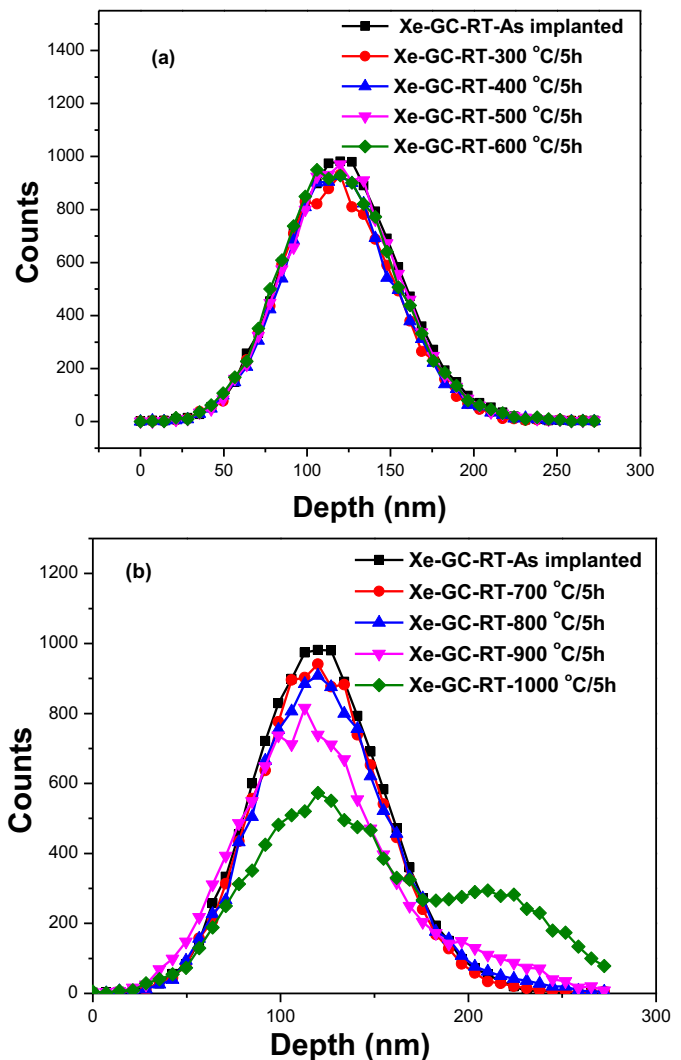 (a)
Xe-GC-RT-As implanted
Xe-GC-RT-300 °C/5h
Xe-GC-RT-400 °C/5h
Xe-GC-RT-500 °C/5h
Xe-GC-RT-600 °C/5h
1400
1200
1000
800
600
400
200
0
Counts
0 50 100 150 200 250 300
Depth (nm)
(b)
Xe-GC-RT-As implanted
Xe-GC-RT-700 °C/5h
Xe-GC-RT-800 °C/5h
Xe-GC-RT-900 °C/5h
Xe-GC-RT-1000 °C/5h
1200
1000
800
600
400
200
0
Counts
0 100 200 300
Depth (nm)